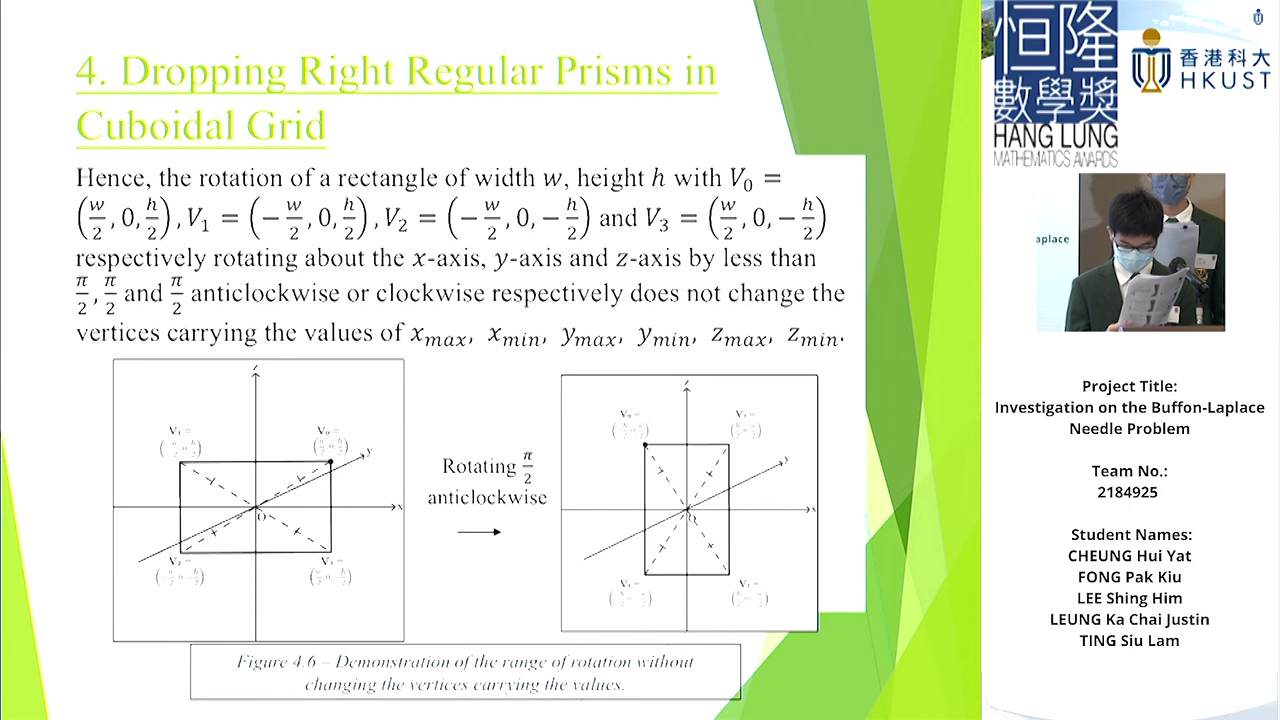 4. Dropping Right Regular Prisms in
Cuboidal Grid
Hence, the rotation of a rectangle of width w, height h with V₀ =
(w/2, 0, h/2), V₁ = (−w/2, 0, h/2), V₂ = (−w/2, 0, −h/2) and V₃ = (w/2, 0, −h/2)
respectively rotating about the x-axis, y-axis and z-axis by less than
π/2, π/2 and π/2 anticlockwise or clockwise respectively does not change the
vertices carrying the values of x_max, x_min, y_max, y_min, z_max, z_min.
z
y
x
O
Rotating π/2
anticlockwise
z
y
x
O
Figure 4.6 – Demonstration of the range of rotation without
changing the vertices carrying the values.
恒隆
數學獎
HANG LUNG
MATHEMATICS AWARDS
香港科大
HKUST
aplace
Project Title:
Investigation on the Buffon-Laplace
Needle Problem
Team No.:
2184925
Student Names:
CHEUNG Hui Yat
FONG Pak Kiu
LEE Shing Him
LEUNG Ka Chai Justin
TING Siu Lam